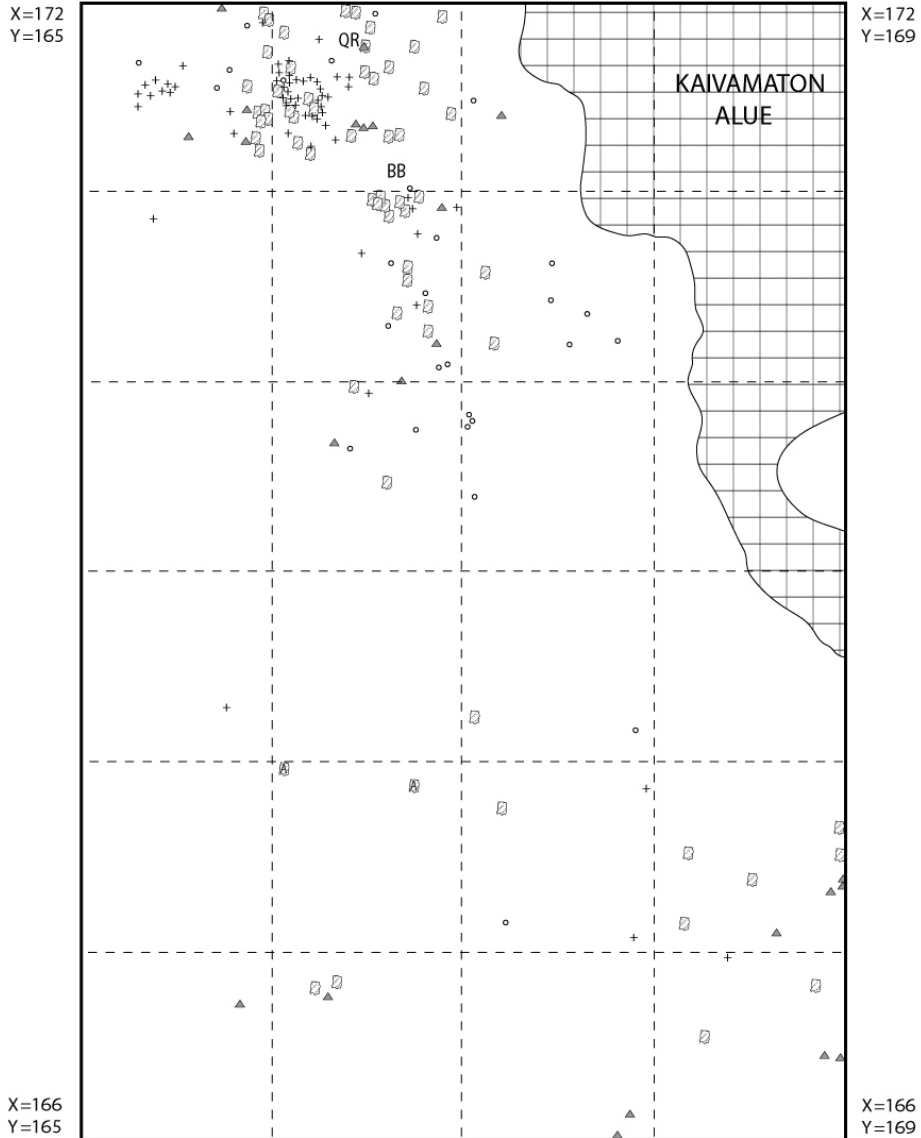 X=172
Y=165
X=172
Y=169
QR
KAIVAMATON
ALUE
BB
A
A
X=166
Y=165
X=166
Y=169